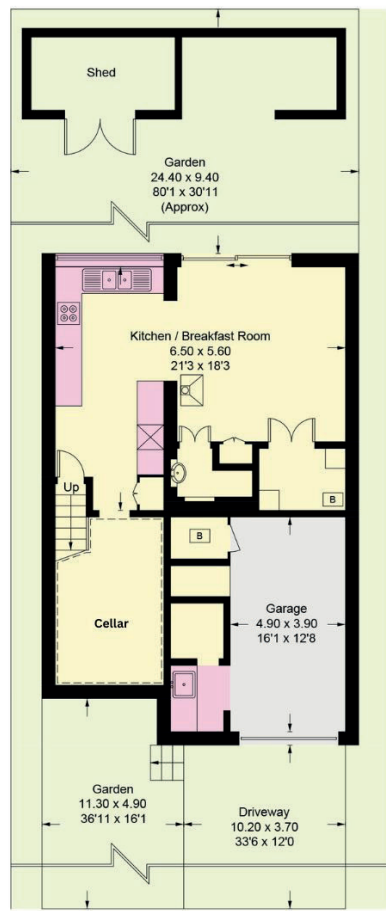 Shed
Garden
24.40 x 9.40
80'1 x 30'11
(Approx)
Kitchen / Breakfast Room
6.50 x 5.60
21'3 x 18'3
Up
B
B
Cellar
Garage
4.90 x 3.90
16'1 x 12'8
Garden
11.30 x 4.90
36'11 x 16'1
Driveway
10.20 x 3.70
33'6 x 12'0